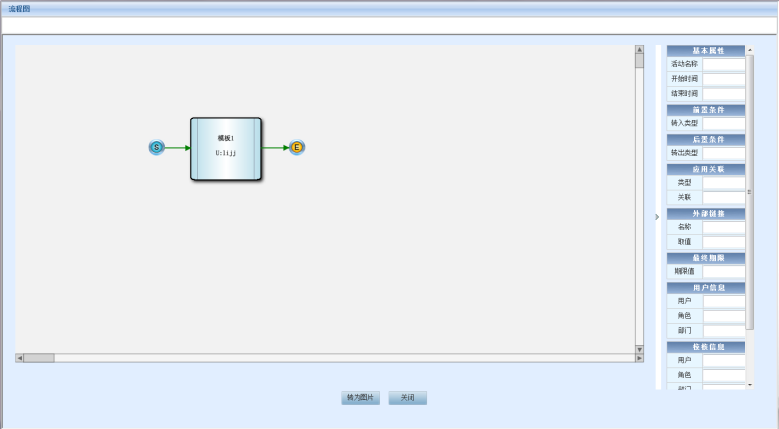 流程图
S
模板1
U:lijj
E
基本属性
活动名称
开始时间
结束时间
前置条件
转入类型
后置条件
转出类型
应用关联
类型
关联
外部链接
名称
取值
最终期限
期限值
用户信息
用户
角色
部门
授权信息
用户
角色
部门
转为图片
关闭